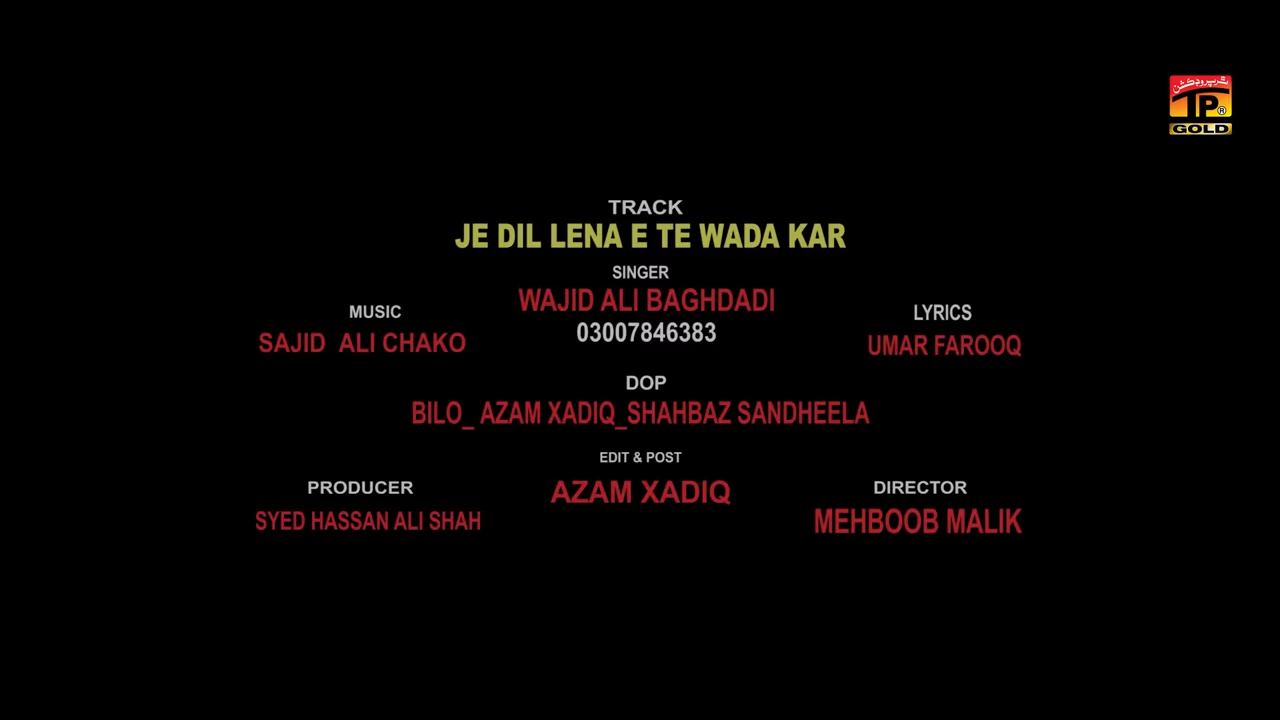 تھرپروڈکشن
TP®
GOLD
TRACK
JE DIL LENA E TE WADA KAR
SINGER
WAJID ALI BAGHDADI
03007846383
MUSIC
SAJID ALI CHAKO
LYRICS
UMAR FAROOQ
DOP
BILO_ AZAM XADIQ_SHAHBAZ SANDHEELA
EDIT & POST
AZAM XADIQ
PRODUCER
SYED HASSAN ALI SHAH
DIRECTOR
MEHBOOB MALIK